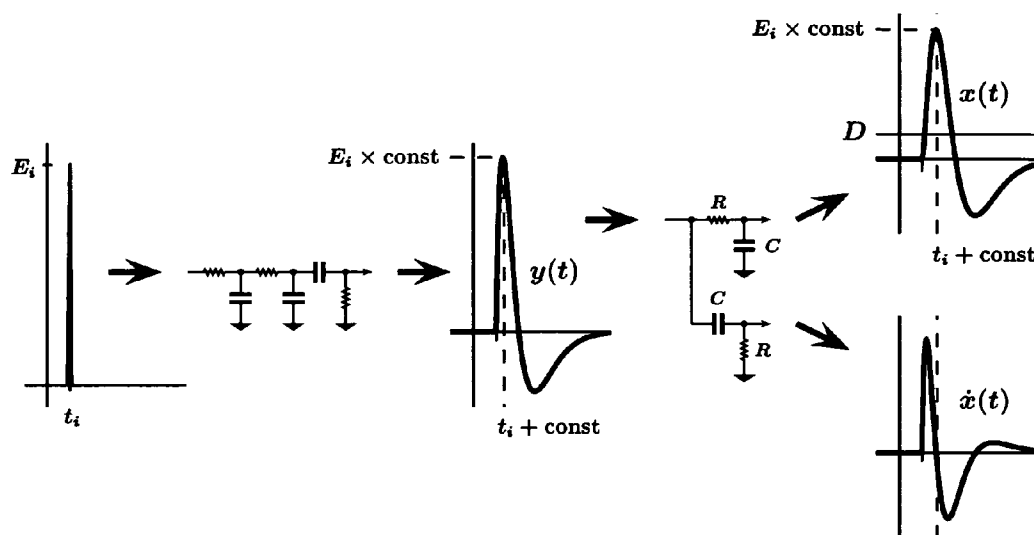 E_i
t_i
E_i × const
y(t)
t_i + const
R
C
C
R
E_i × const
x(t)
D
t_i + const
ẋ(t)